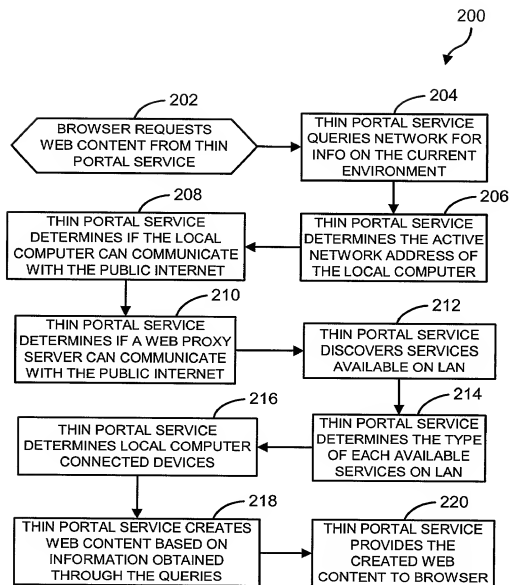 200
202
BROWSER REQUESTS
WEB CONTENT FROM THIN
PORTAL SERVICE
204
THIN PORTAL SERVICE
QUERIES NETWORK FOR
INFO ON THE CURRENT
ENVIRONMENT
206
THIN PORTAL SERVICE
DETERMINES THE ACTIVE
NETWORK ADDRESS OF
THE LOCAL COMPUTER
208
THIN PORTAL SERVICE
DETERMINES IF THE LOCAL
COMPUTER CAN COMMUNICATE
WITH THE PUBLIC INTERNET
210
THIN PORTAL SERVICE
DETERMINES IF A WEB PROXY
SERVER CAN COMMUNICATE
WITH THE PUBLIC INTERNET
212
THIN PORTAL SERVICE
DISCOVERS SERVICES
AVAILABLE ON LAN
214
THIN PORTAL SERVICE
DETERMINES THE TYPE
OF EACH AVAILABLE
SERVICES ON LAN
216
THIN PORTAL SERVICE
DETERMINES LOCAL COMPUTER
CONNECTED DEVICES
218
THIN PORTAL SERVICE CREATES
WEB CONTENT BASED ON
INFORMATION OBTAINED
THROUGH THE QUERIES
220
THIN PORTAL SERVICE
PROVIDES THE
CREATED WEB
CONTENT TO BROWSER